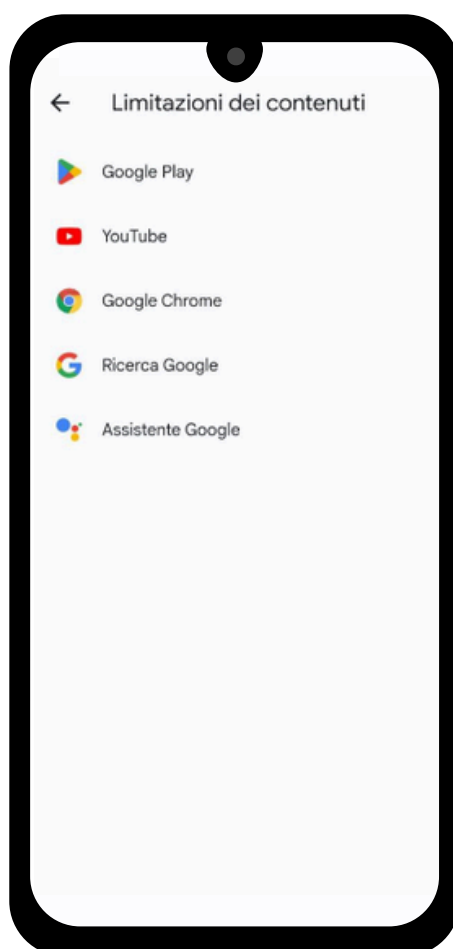 Limitazioni dei contenuti
Google Play
YouTube
Google Chrome
Ricerca Google
Assistente Google